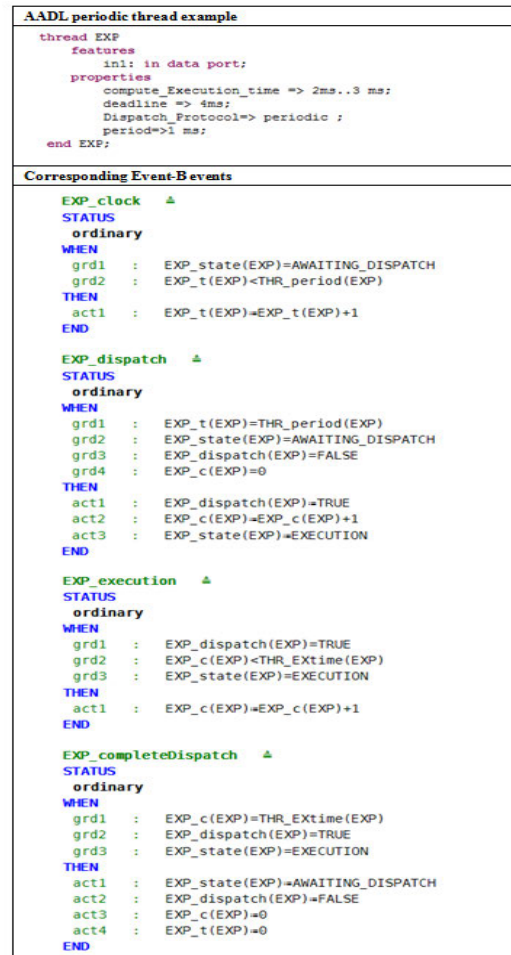 AADL periodic thread example
thread EXP
features
in1: in data port;
properties
compute_Execution_time => 2ms..3 ms;
deadline => 4ms;
Dispatch_Protocol=> periodic ;
period=>1 ms;
end EXP;
Corresponding Event-B events
EXP_clock ≙
STATUS
ordinary
WHEN
grd1 : EXP_state(EXP)=AWAITING_DISPATCH
grd2 : EXP_t(EXP)<THR_period(EXP)
THEN
act1 : EXP_t(EXP)≔EXP_t(EXP)+1
END
EXP_dispatch ≙
STATUS
ordinary
WHEN
grd1 : EXP_t(EXP)=THR_period(EXP)
grd2 : EXP_state(EXP)=AWAITING_DISPATCH
grd3 : EXP_dispatch(EXP)=FALSE
grd4 : EXP_c(EXP)=0
THEN
act1 : EXP_dispatch(EXP)≔TRUE
act2 : EXP_c(EXP)≔EXP_c(EXP)+1
act3 : EXP_state(EXP)≔EXECUTION
END
EXP_execution ≙
STATUS
ordinary
WHEN
grd1 : EXP_dispatch(EXP)=TRUE
grd2 : EXP_c(EXP)<THR_EXtime(EXP)
grd3 : EXP_state(EXP)=EXECUTION
THEN
act1 : EXP_c(EXP)≔EXP_c(EXP)+1
END
EXP_completeDispatch ≙
STATUS
ordinary
WHEN
grd1 : EXP_c(EXP)=THR_EXtime(EXP)
grd2 : EXP_dispatch(EXP)=TRUE
grd3 : EXP_state(EXP)=EXECUTION
THEN
act1 : EXP_state(EXP)≔AWAITING_DISPATCH
act2 : EXP_dispatch(EXP)≔FALSE
act3 : EXP_c(EXP)≔0
act4 : EXP_t(EXP)≔0
END